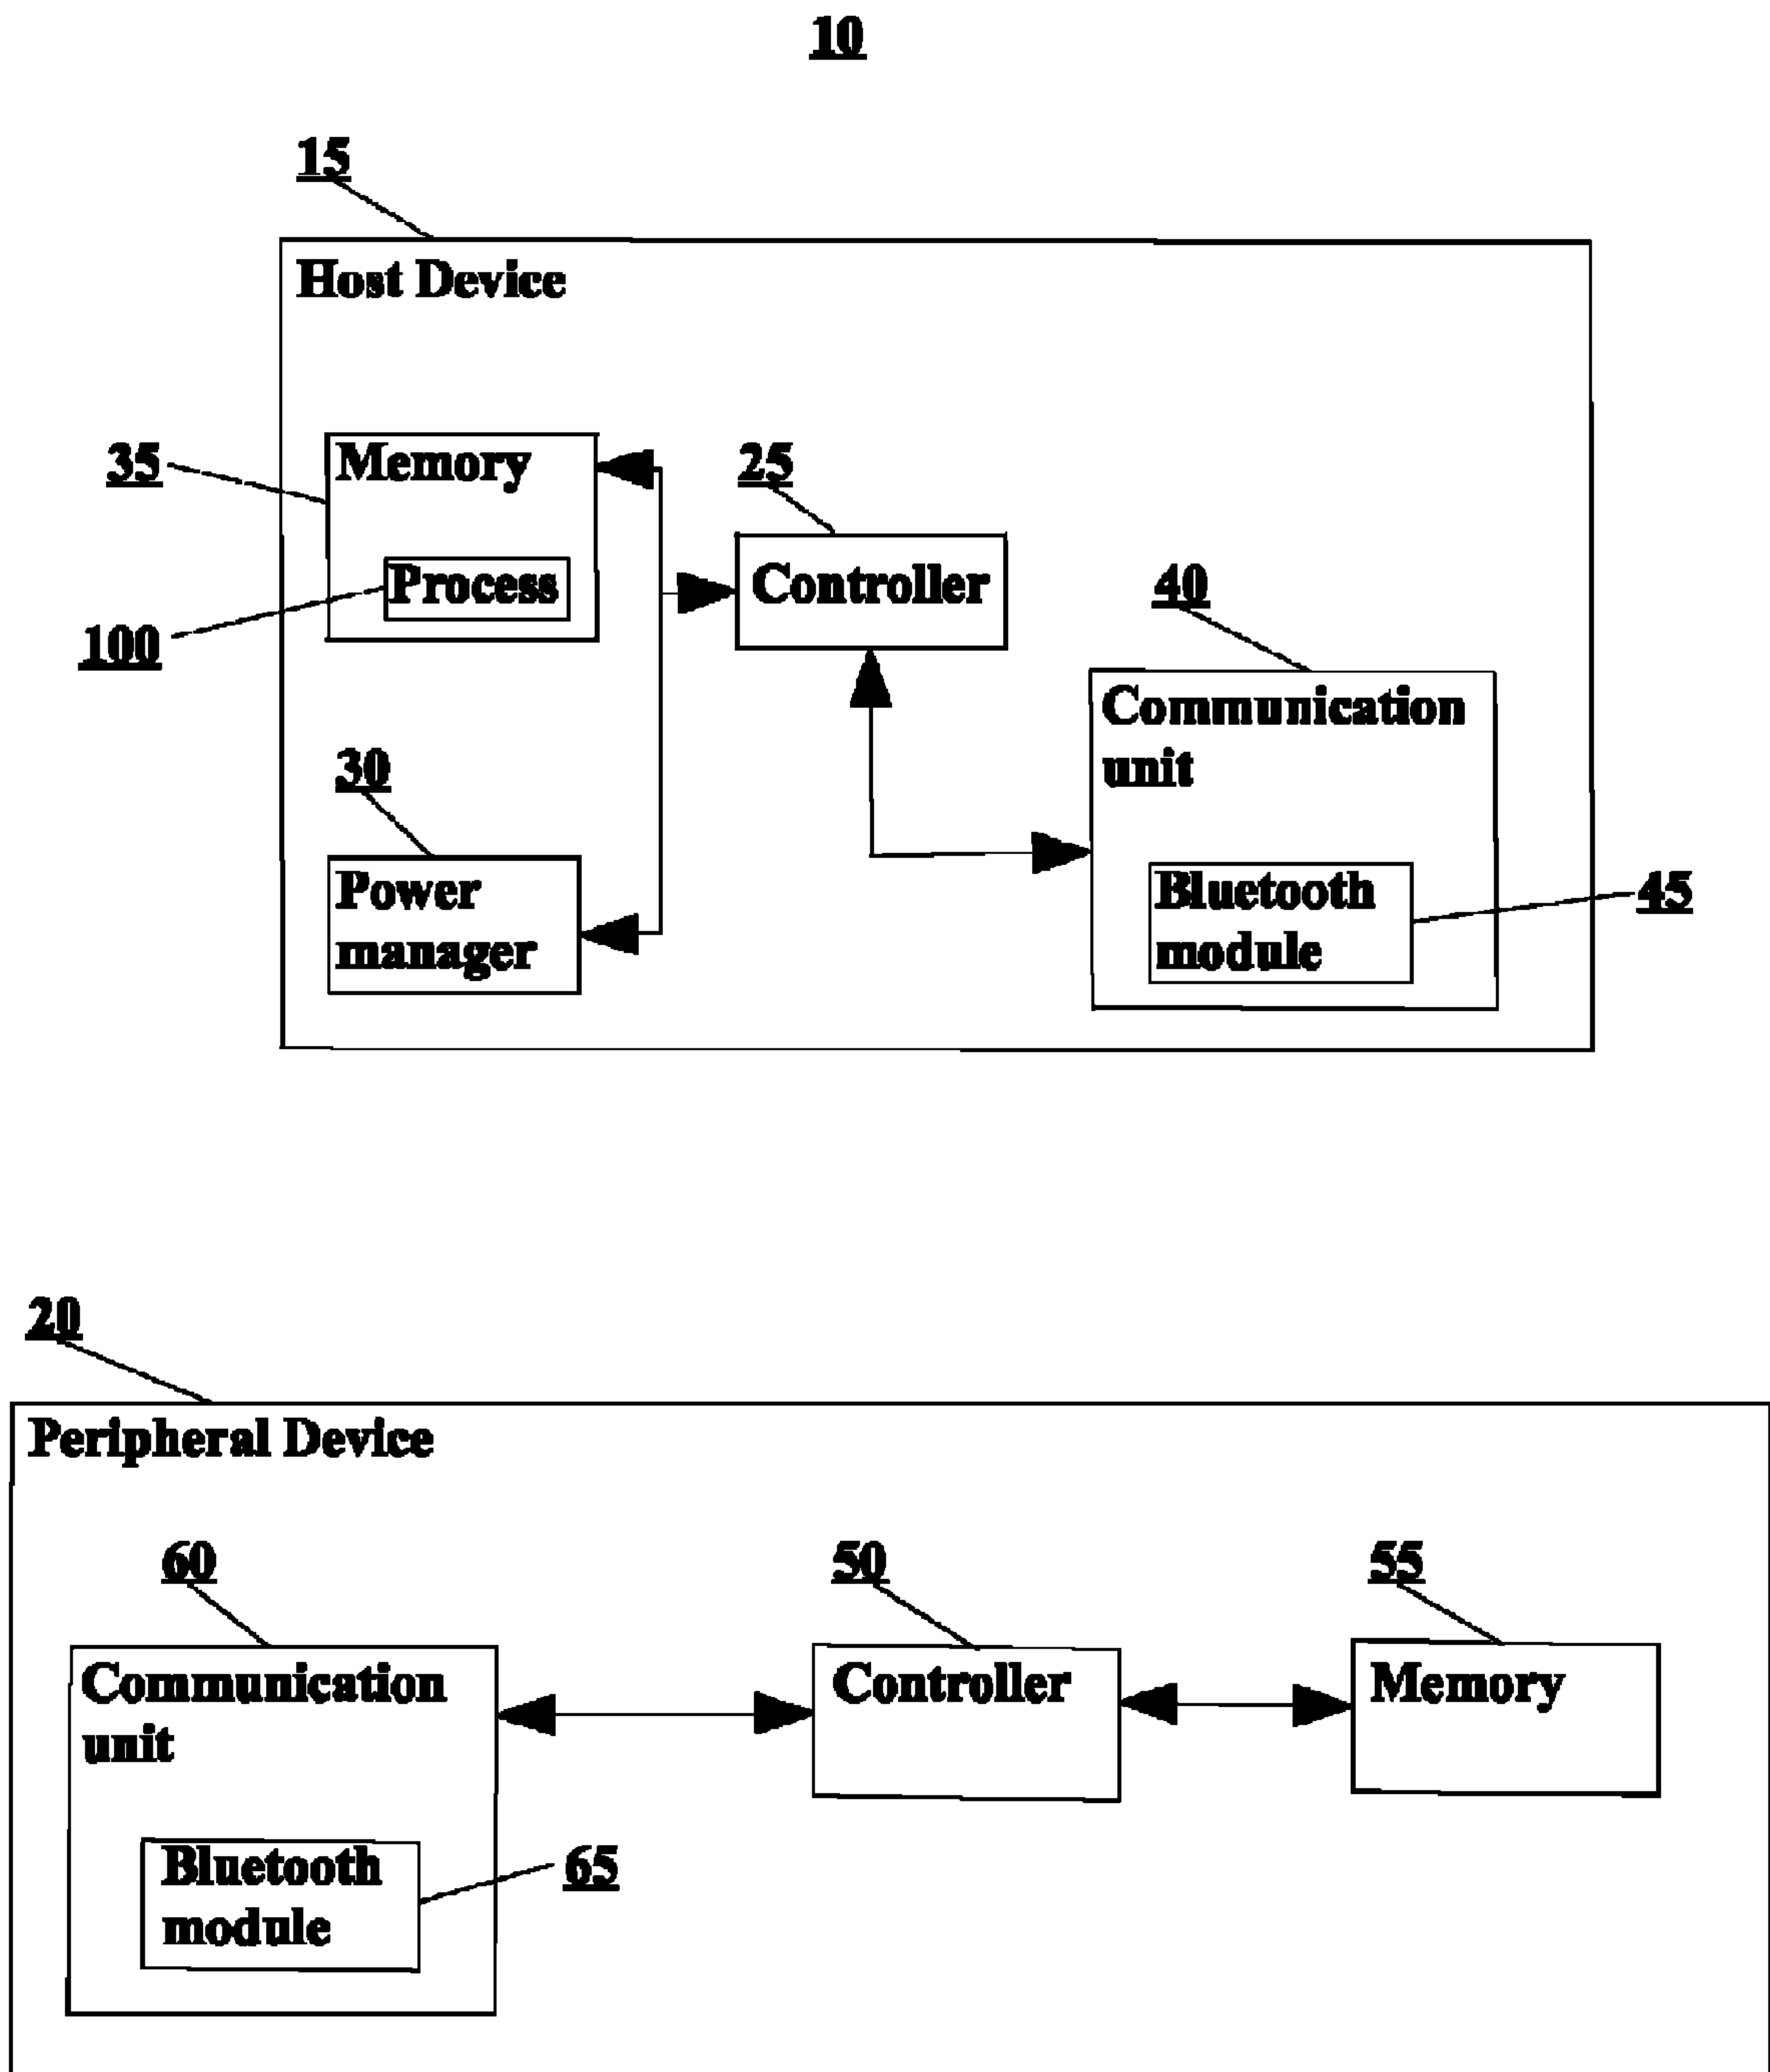 10
15
Host Device
35
Memory
25
Process
Controller
40
100
Communication
unit
30
Power
manager
Bluetooth
module
45
20
Peripheral Device
60
50
55
Communication
unit
Controller
Memory
Bluetooth
module
65